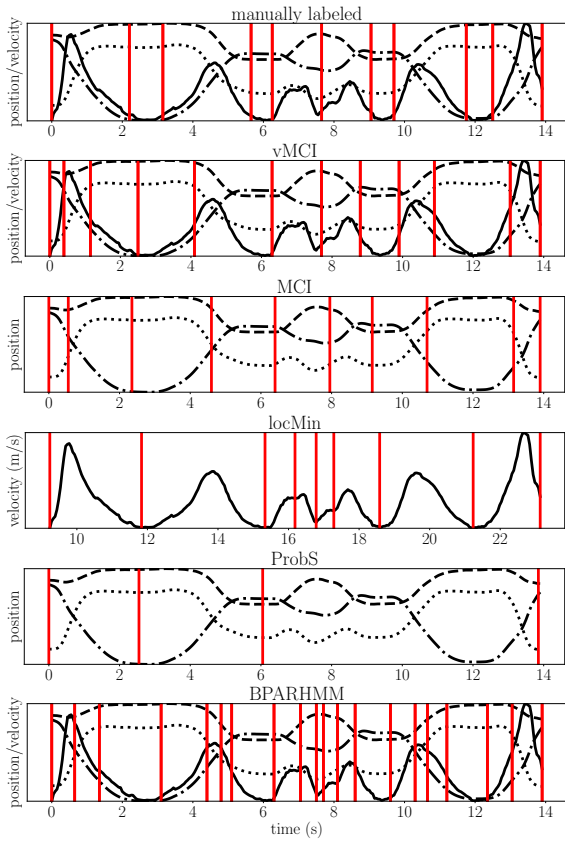 manually labeled
position/velocity
0 2 4 6 8 10 12 14
vMCI
position/velocity
0 2 4 6 8 10 12 14
MCI
position
0 2 4 6 8 10 12 14
locMin
velocity (m/s)
10 12 14 16 18 20 22
ProbS
position
0 2 4 6 8 10 12 14
BPARHMM
position/velocity
0 2 4 6 8 10 12 14
time (s)